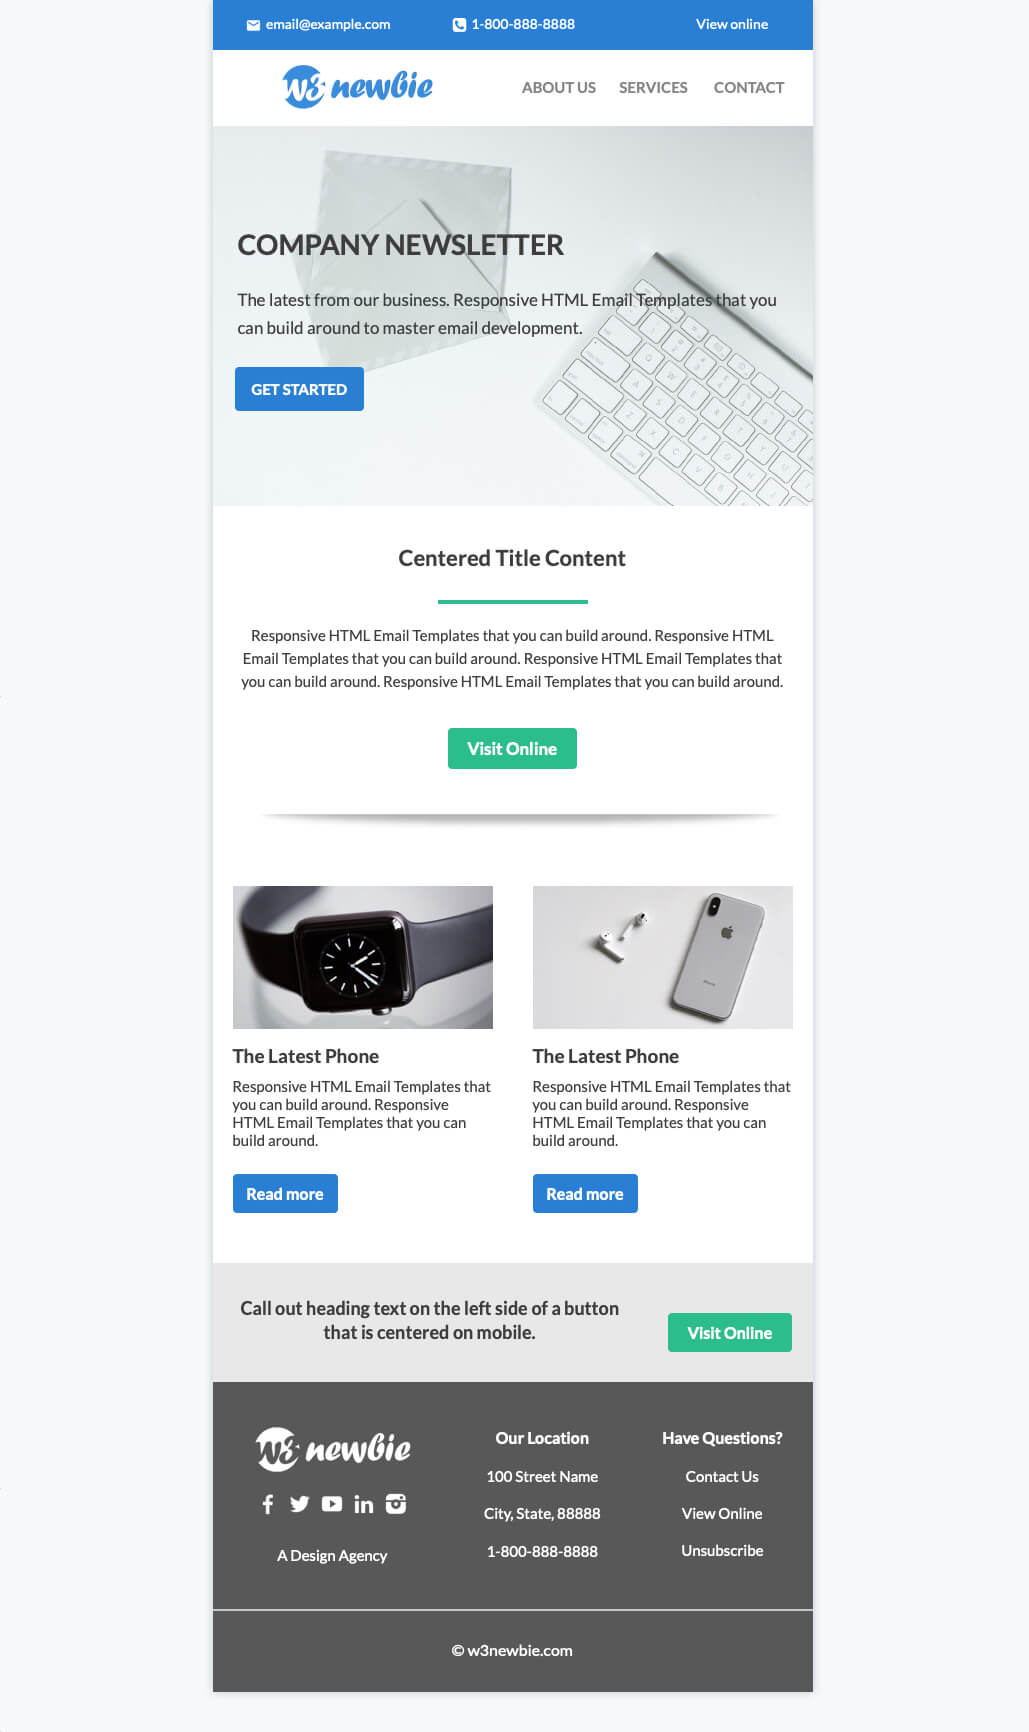 email@example.com
1-800-888-8888
View online
w3 newbie
ABOUT US
SERVICES
CONTACT
COMPANY NEWSLETTER
The latest from our business. Responsive HTML Email Templates that you
can build around to master email development.
GET STARTED
Centered Title Content
Responsive HTML Email Templates that you can build around. Responsive HTML
Email Templates that you can build around. Responsive HTML Email Templates that
you can build around. Responsive HTML Email Templates that you can build around.
Visit Online
The Latest Phone
Responsive HTML Email Templates that
you can build around. Responsive
HTML Email Templates that you can
build around.
Read more
The Latest Phone
Responsive HTML Email Templates that
you can build around. Responsive
HTML Email Templates that you can
build around.
Read more
Call out heading text on the left side of a button
that is centered on mobile.
Visit Online
w3 newbie
A Design Agency
Our Location
100 Street Name
City, State, 88888
1-800-888-8888
Have Questions?
Contact Us
View Online
Unsubscribe
© w3newbie.com